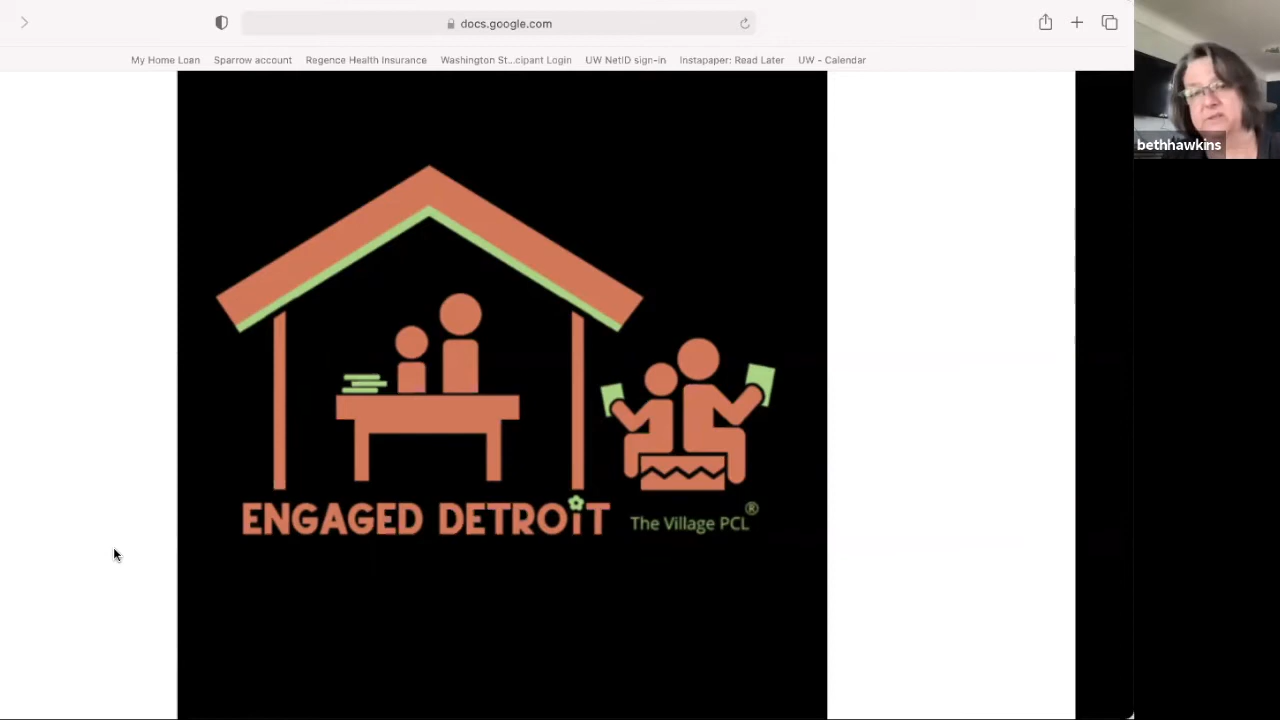 docs.google.com
My Home Loan Sparrow account Regence Health Insurance Washington St...cipant Login UW NetID sign-in Instapaper: Read Later UW - Calendar
bethhawkins
ENGAGED DETROiT The Village PCL®